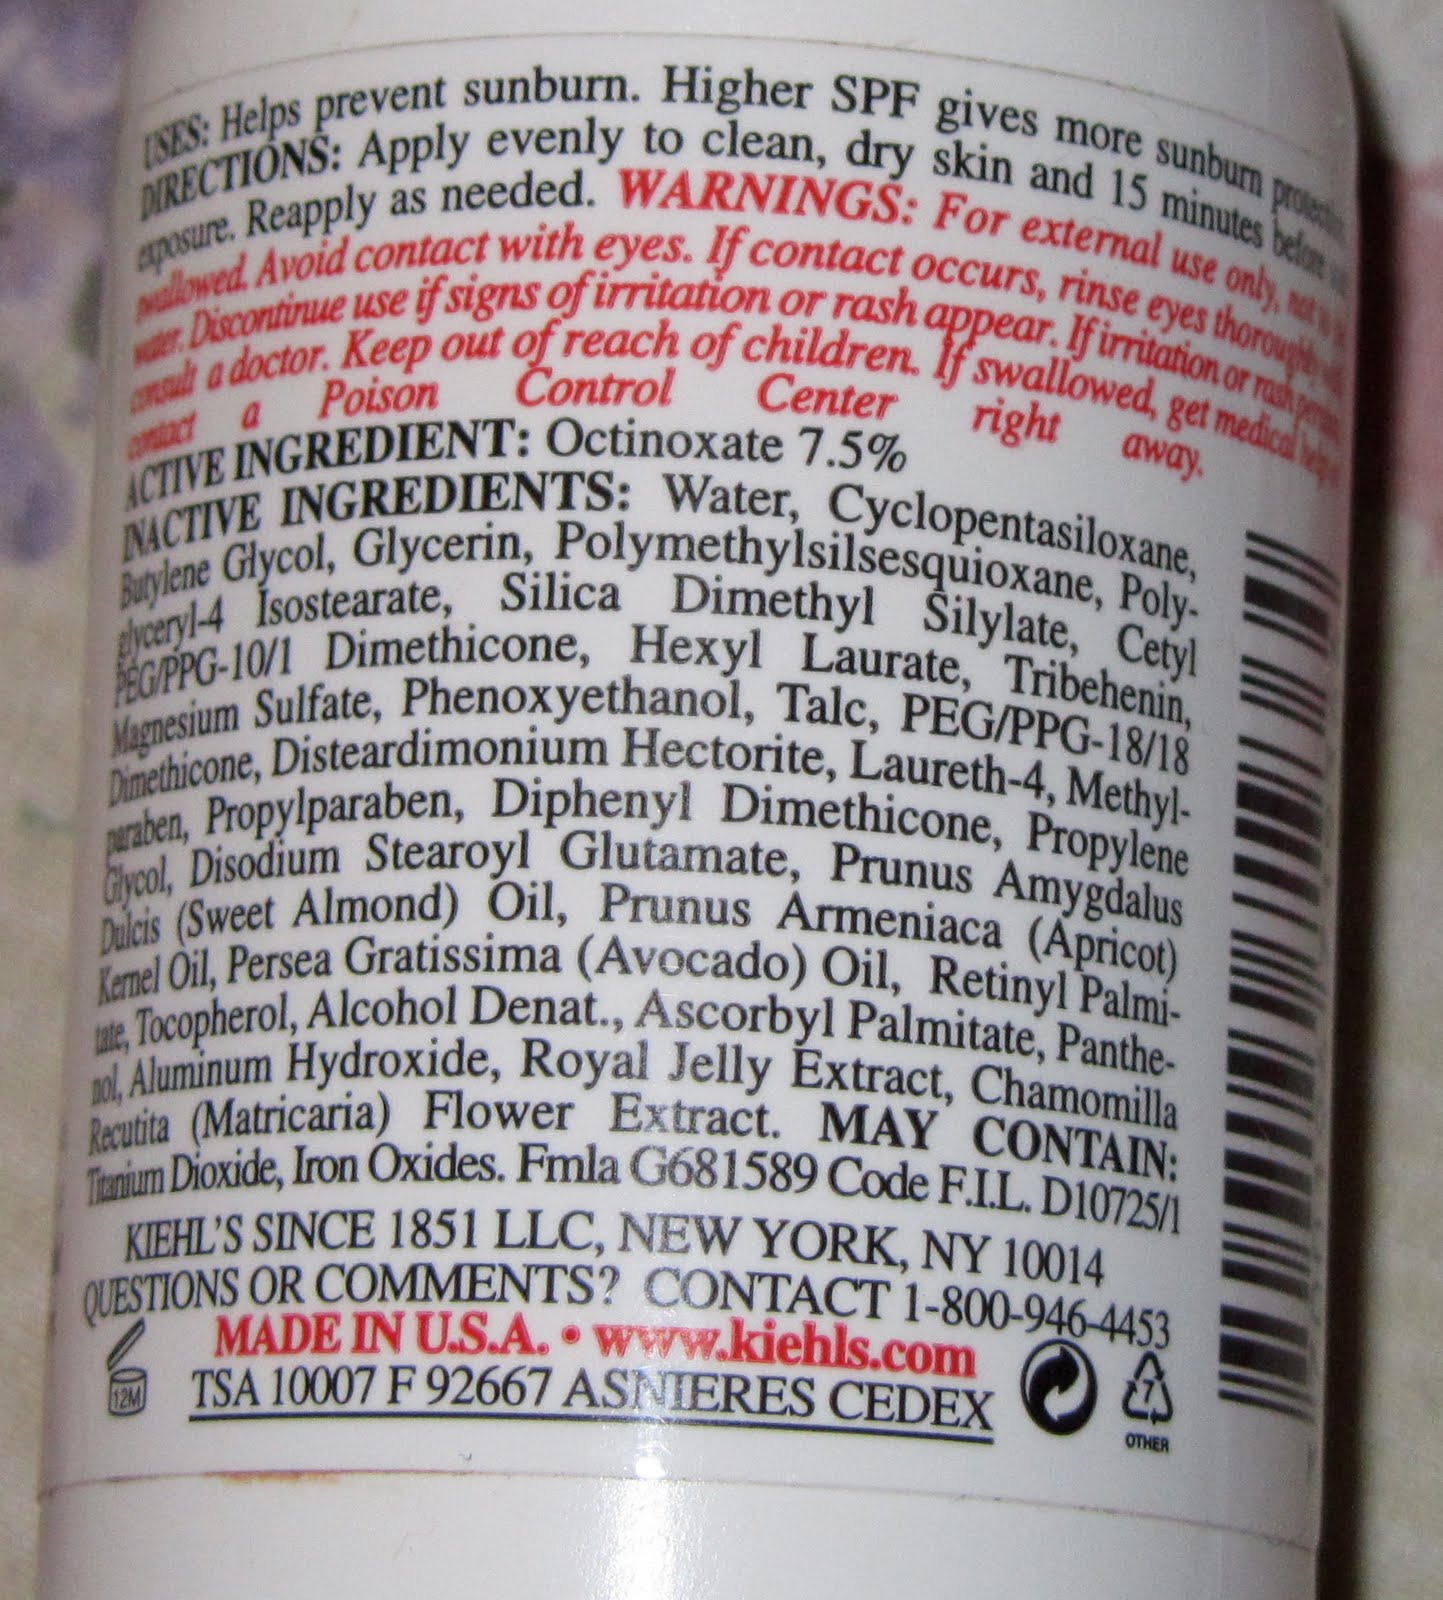 USES: Helps prevent sunburn. Higher SPF gives more sunburn protection.
DIRECTIONS: Apply evenly to clean, dry skin and 15 minutes before
exposure. Reapply as needed. WARNINGS: For external use only, not to be
swallowed. Avoid contact with eyes. If contact occurs, rinse eyes thoroughly with
water. Discontinue use if signs of irritation or rash appear. If irritation or rash persists,
consult a doctor. Keep out of reach of children. If swallowed, get medical help or
contact a Poison Control Center right away.
ACTIVE INGREDIENT: Octinoxate 7.5%
INACTIVE INGREDIENTS: Water, Cyclopentasiloxane,
Butylene Glycol, Glycerin, Polymethylsilsesquioxane, Poly-
glyceryl-4 Isostearate, Silica Dimethyl Silylate, Cetyl
PEG/PPG-10/1 Dimethicone, Hexyl Laurate, Tribehenin,
Magnesium Sulfate, Phenoxyethanol, Talc, PEG/PPG-18/18
Dimethicone, Disteardimonium Hectorite, Laureth-4, Methyl-
paraben, Propylparaben, Diphenyl Dimethicone, Propylene
Glycol, Disodium Stearoyl Glutamate, Prunus Amygdalus
Dulcis (Sweet Almond) Oil, Prunus Armeniaca (Apricot)
Kernel Oil, Persea Gratissima (Avocado) Oil, Retinyl Palmi-
tate, Tocopherol, Alcohol Denat., Ascorbyl Palmitate, Panthe-
nol, Aluminum Hydroxide, Royal Jelly Extract, Chamomilla
Recutita (Matricaria) Flower Extract. MAY CONTAIN:
Titanium Dioxide, Iron Oxides. Fmla G681589 Code F.I.L. D10725/1
KIEHL'S SINCE 1851 LLC, NEW YORK, NY 10014
QUESTIONS OR COMMENTS? CONTACT 1-800-946-4453
MADE IN U.S.A. • www.kiehls.com
12M
TSA 10007 F 92667 ASNIERES CEDEX
7
OTHER